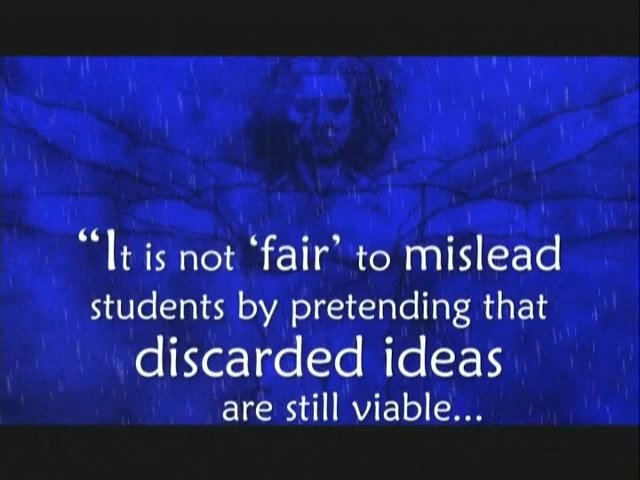 “It is not ‘fair’ to mislead
students by pretending that
discarded ideas
are still viable...